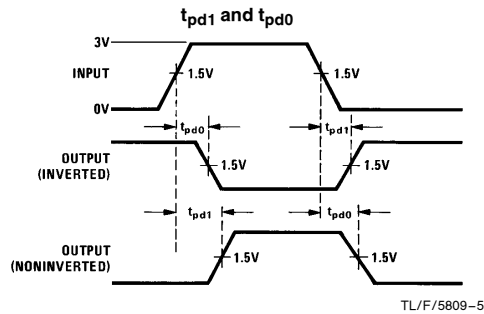 tpd1 and tpd0
3V
INPUT
1.5V
1.5V
0V
tpd0
tpd1
OUTPUT
(INVERTED)
1.5V
1.5V
tpd1
tpd0
OUTPUT
(NONINVERTED)
1.5V
1.5V
TL/F/5809–5